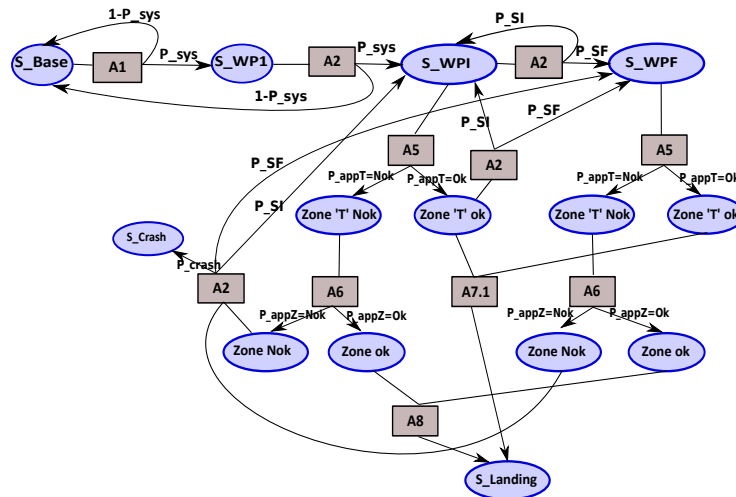 1-P_sys
P_SI
S_Base
A1
P_sys
S_WP1
A2
P_sys
S_WPI
A2
P_SF
S_WPF
1-P_sys
P_SF
P_SI
P_SF
A5
A2
A5
P_appT=Nok
P_appT=Ok
P_appT=Nok
P_appT=Ok
P_SI
Zone 'T' Nok
Zone 'T' ok
Zone 'T' Nok
Zone 'T' ok
S_Crash
P_crash
A2
A6
A7.1
A6
P_appZ=Nok
P_appZ=Ok
P_appZ=Nok
P_appZ=Ok
Zone Nok
Zone ok
Zone Nok
Zone ok
A8
S_Landing